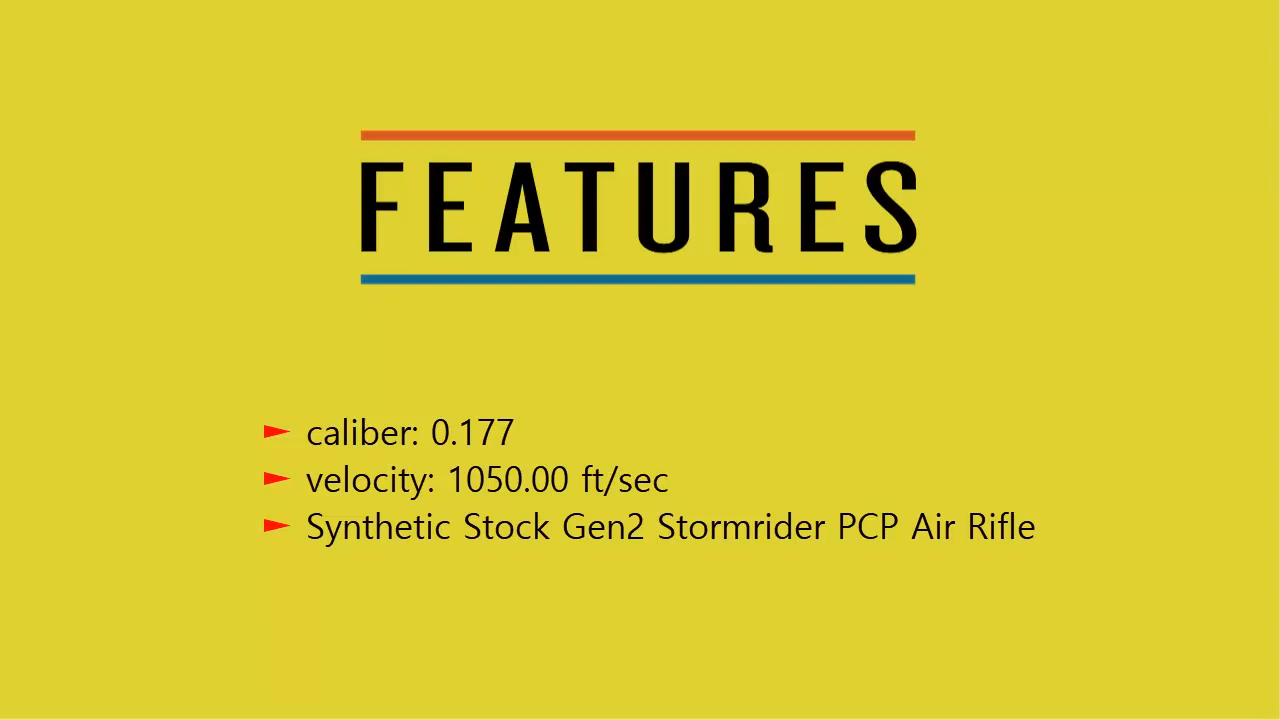 FEATURES
► caliber: 0.177
► velocity: 1050.00 ft/sec
► Synthetic Stock Gen2 Stormrider PCP Air Rifle